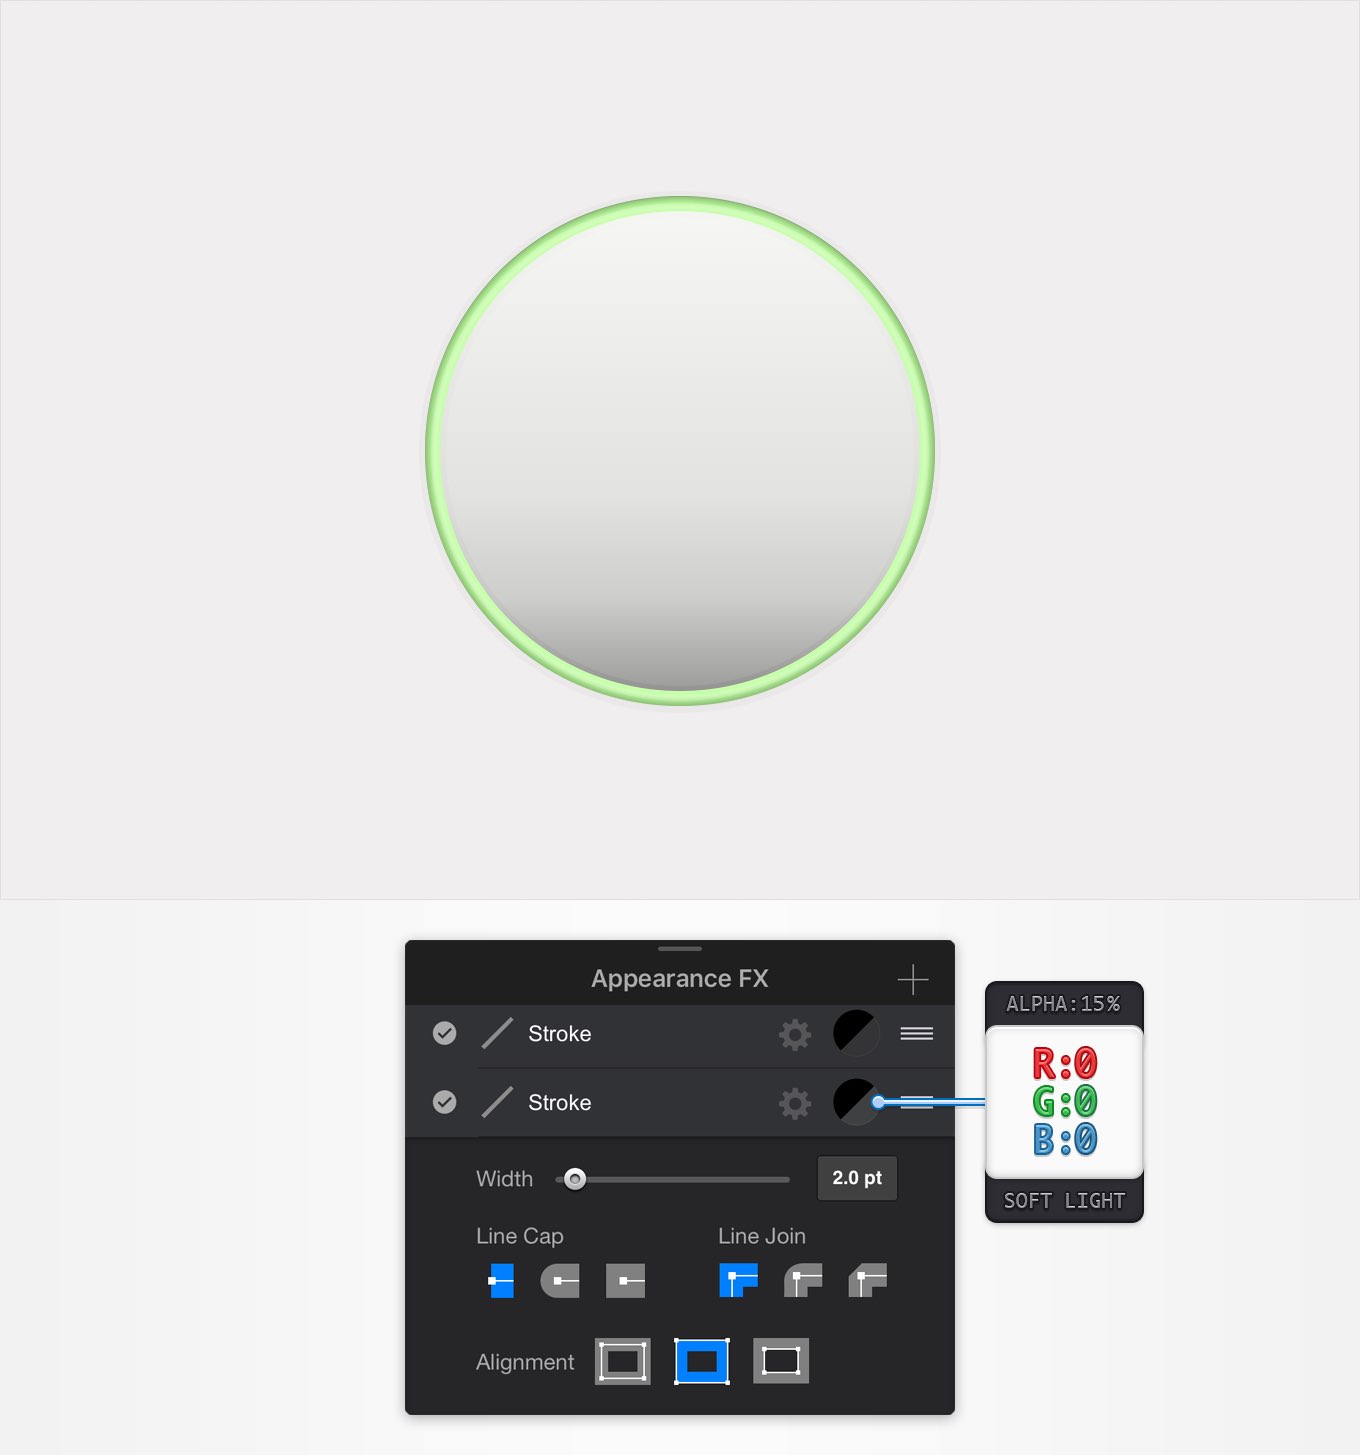 Appearance FX
Stroke
Stroke
Width 2.0 pt
Line Cap Line Join
Alignment
ALPHA:15%
R:0
G:0
B:0
SOFT LIGHT